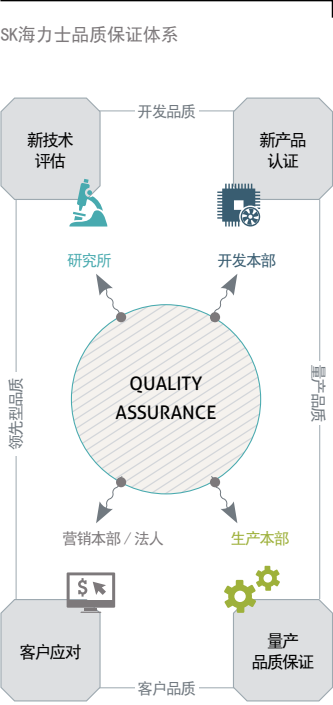 SK海力士品质保证体系
开发品质
新技术
评估
新产品
认证
研究所
开发本部
领先型品质
QUALITY
ASSURANCE
量产品质
营销本部 / 法人
生产本部
$
客户应对
量产
品质保证
客户品质